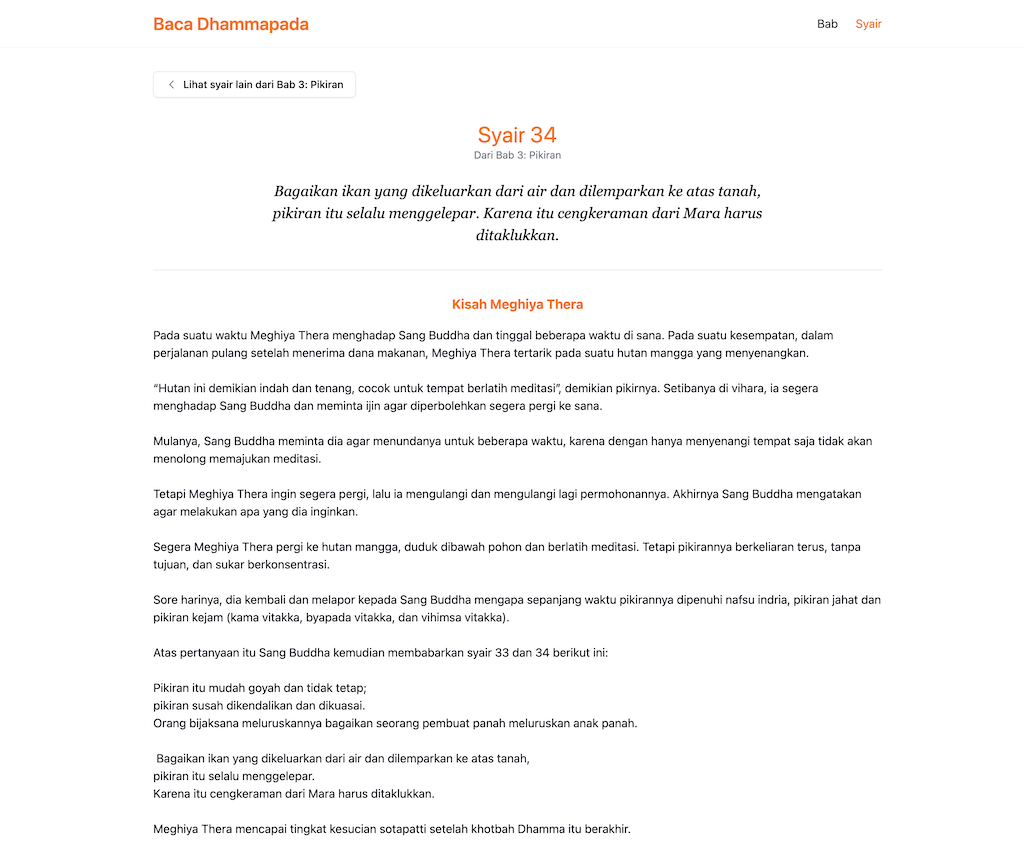 Baca Dhammapada
Bab
Syair
Lihat syair lain dari Bab 3: Pikiran
Syair 34
Dari Bab 3: Pikiran
Bagaikan ikan yang dikeluarkan dari air dan dilemparkan ke atas tanah,
pikiran itu selalu menggelepar. Karena itu cengkeraman dari Mara harus
ditaklukkan.
Kisah Meghiya Thera
Pada suatu waktu Meghiya Thera menghadap Sang Buddha dan tinggal beberapa waktu di sana. Pada suatu kesempatan, dalam
perjalanan pulang setelah menerima dana makanan, Meghiya Thera tertarik pada suatu hutan mangga yang menyenangkan.
“Hutan ini demikian indah dan tenang, cocok untuk tempat berlatih meditasi”, demikian pikirnya. Setibanya di vihara, ia segera
menghadap Sang Buddha dan meminta ijin agar diperbolehkan segera pergi ke sana.
Mulanya, Sang Buddha meminta dia agar menundanya untuk beberapa waktu, karena dengan hanya menyenangi tempat saja tidak akan
menolong memajukan meditasi.
Tetapi Meghiya Thera ingin segera pergi, lalu ia mengulangi dan mengulangi lagi permohonannya. Akhirnya Sang Buddha mengatakan
agar melakukan apa yang dia inginkan.
Segera Meghiya Thera pergi ke hutan mangga, duduk dibawah pohon dan berlatih meditasi. Tetapi pikirannya berkeliaran terus, tanpa
tujuan, dan sukar berkonsentrasi.
Sore harinya, dia kembali dan melapor kepada Sang Buddha mengapa sepanjang waktu pikirannya dipenuhi nafsu indria, pikiran jahat dan
pikiran kejam (kama vitakka, byapada vitakka, dan vihimsa vitakka).
Atas pertanyaan itu Sang Buddha kemudian membabarkan syair 33 dan 34 berikut ini:
Pikiran itu mudah goyah dan tidak tetap;
pikiran susah dikendalikan dan dikuasai.
Orang bijaksana meluruskannya bagaikan seorang pembuat panah meluruskan anak panah.
Bagaikan ikan yang dikeluarkan dari air dan dilemparkan ke atas tanah,
pikiran itu selalu menggelepar.
Karena itu cengkeraman dari Mara harus ditaklukkan.
Meghiya Thera mencapai tingkat kesucian sotapatti setelah khotbah Dhamma itu berakhir.